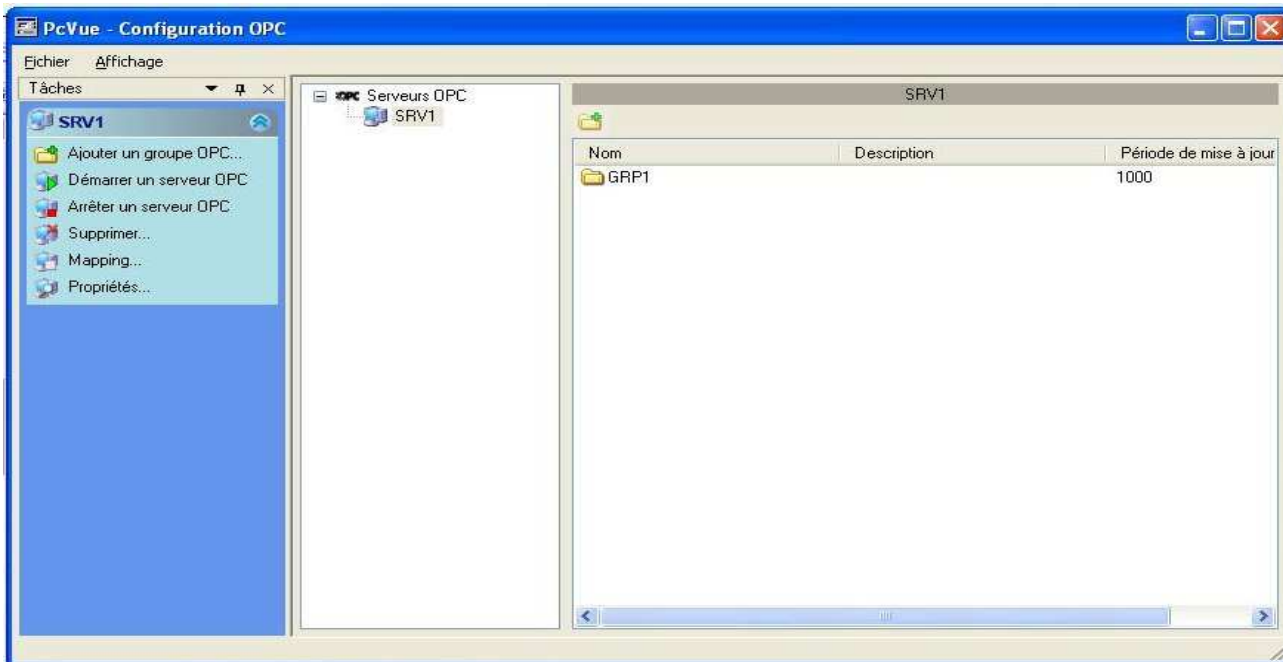 PcVue - Configuration OPC
Fichier Affichage
Tâches
SRV1
Ajouter un groupe OPC...
Démarrer un serveur OPC
Arrêter un serveur OPC
Supprimer...
Mapping...
Propriétés...
OPC Serveurs OPC
SRV1
SRV1
Nom Description Période de mise à jour
GRP1 1000